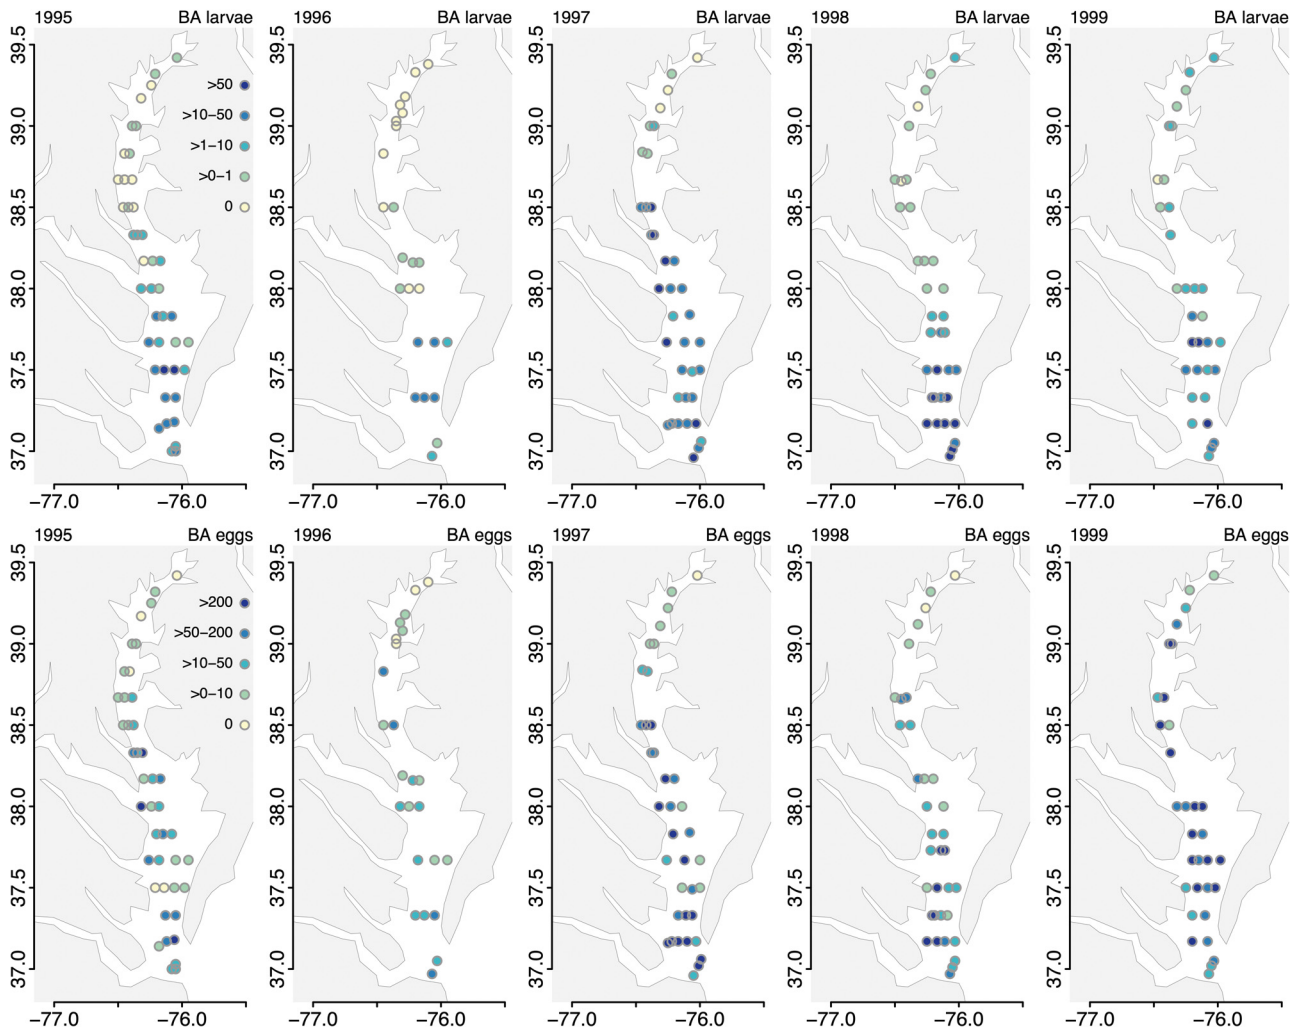 1995 BA larvae
1996 BA larvae
1997 BA larvae
1998 BA larvae
1999 BA larvae
39.5 39.5 39.5 39.5 39.5
>50
>10−50
39.0 39.0 39.0 39.0 39.0
>1−10
>0−1
0
38.5 38.5 38.5 38.5 38.5
38.0 38.0 38.0 38.0 38.0
37.5 37.5 37.5 37.5 37.5
37.0 37.0 37.0 37.0 37.0
−77.0 −76.0 −77.0 −76.0 −77.0 −76.0 −77.0 −76.0 −77.0 −76.0
1995 BA eggs
1996 BA eggs
1997 BA eggs
1998 BA eggs
1999 BA eggs
39.5 39.5 39.5 39.5 39.5
>200
>50−200
39.0 39.0 39.0 39.0 39.0
>10−50
>0−10
0
38.5 38.5 38.5 38.5 38.5
38.0 38.0 38.0 38.0 38.0
37.5 37.5 37.5 37.5 37.5
37.0 37.0 37.0 37.0 37.0
−77.0 −76.0 −77.0 −76.0 −77.0 −76.0 −77.0 −76.0 −77.0 −76.0